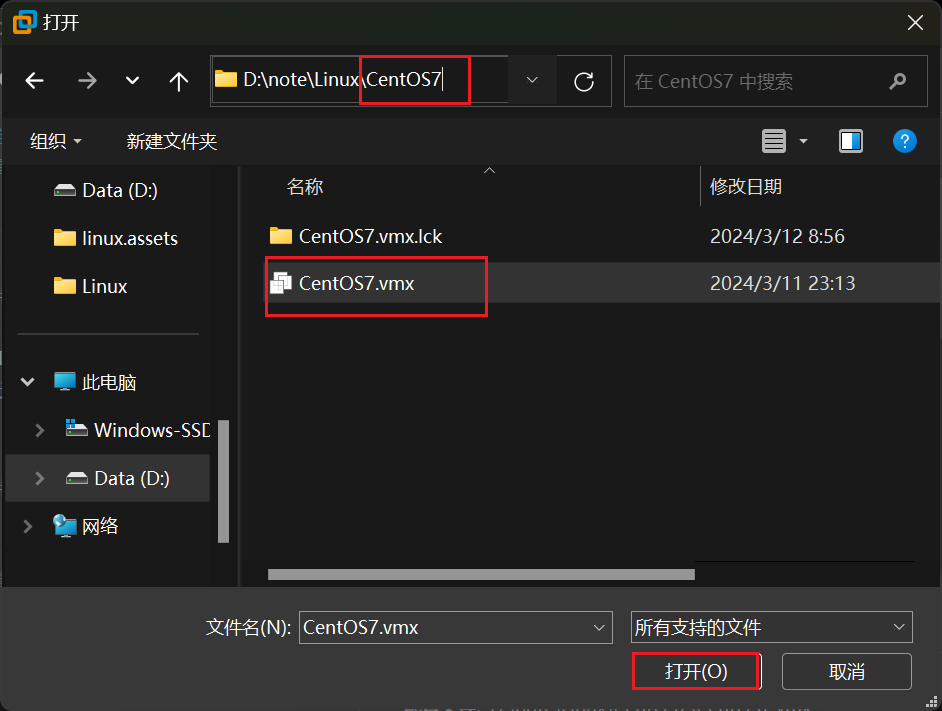 打开
D:\note\Linux\CentOS7
在 CentOS7 中搜索
组织
新建文件夹
名称
修改日期
Data (D:)
linux.assets
Linux
此电脑
Windows-SSD
Data (D:)
网络
CentOS7.vmx.lck
2024/3/12 8:56
CentOS7.vmx
2024/3/11 23:13
文件名(N):
CentOS7.vmx
所有支持的文件
打开(O)
取消